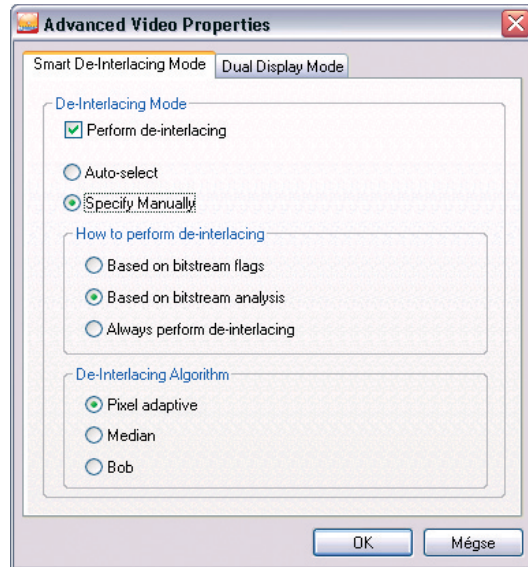 Advanced Video Properties
Smart De-Interlacing Mode
Dual Display Mode
De-Interlacing Mode
Perform de-interlacing
Auto-select
Specify Manually
How to perform de-interlacing
Based on bitstream flags
Based on bitstream analysis
Always perform de-interlacing
De-Interlacing Algorithm
Pixel adaptive
Median
Bob
OK
Mégse